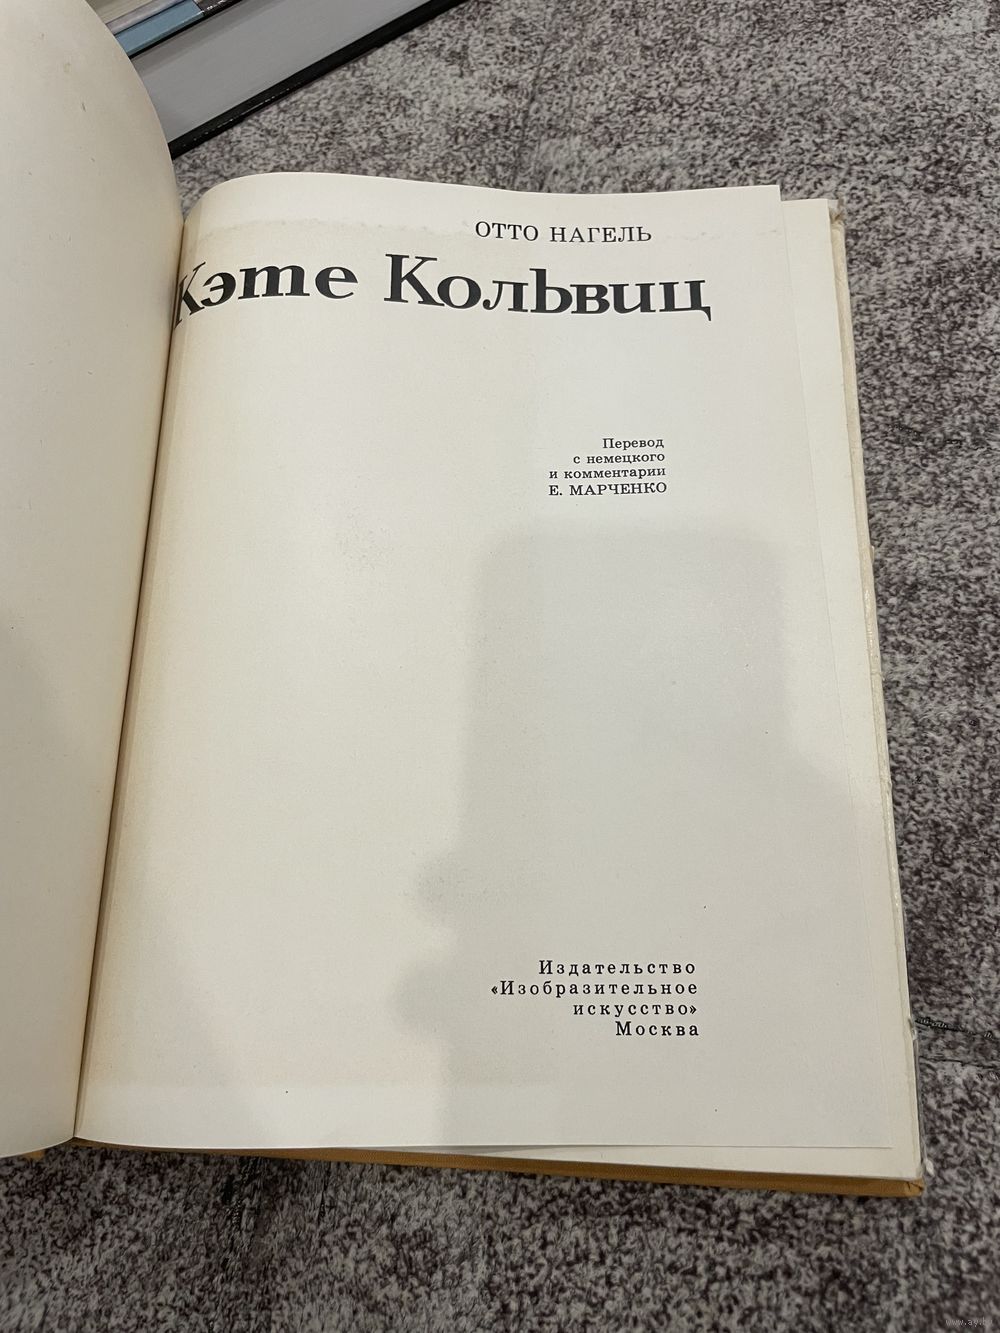 ОТТО НАГЕЛЬ
Кэте Кольвиц
Перевод
с немецкого
и комментарии
Е. МАРЧЕНКО
Издательство
«Изобразительное
искусство»
Москва